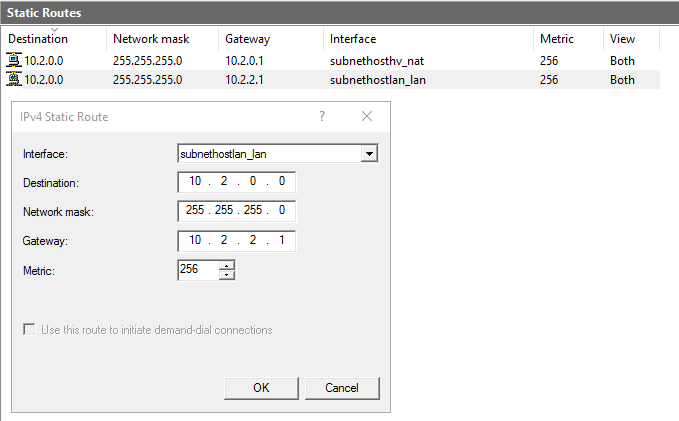 Static Routes
Destination Network mask Gateway Interface Metric View
10.2.0.0 255.255.255.0 10.2.0.1 subnethosthv_nat 256 Both
10.2.0.0 255.255.255.0 10.2.2.1 subnethostlan_lan 256 Both
IPv4 Static Route ?
Interface: subnethostlan_lan
Destination: 10 . 2 . 0 . 0
Network mask: 255 . 255 . 255 . 0
Gateway: 10 . 2 . 2 . 1
Metric: 256
Use this route to initiate demand-dial connections
OK Cancel